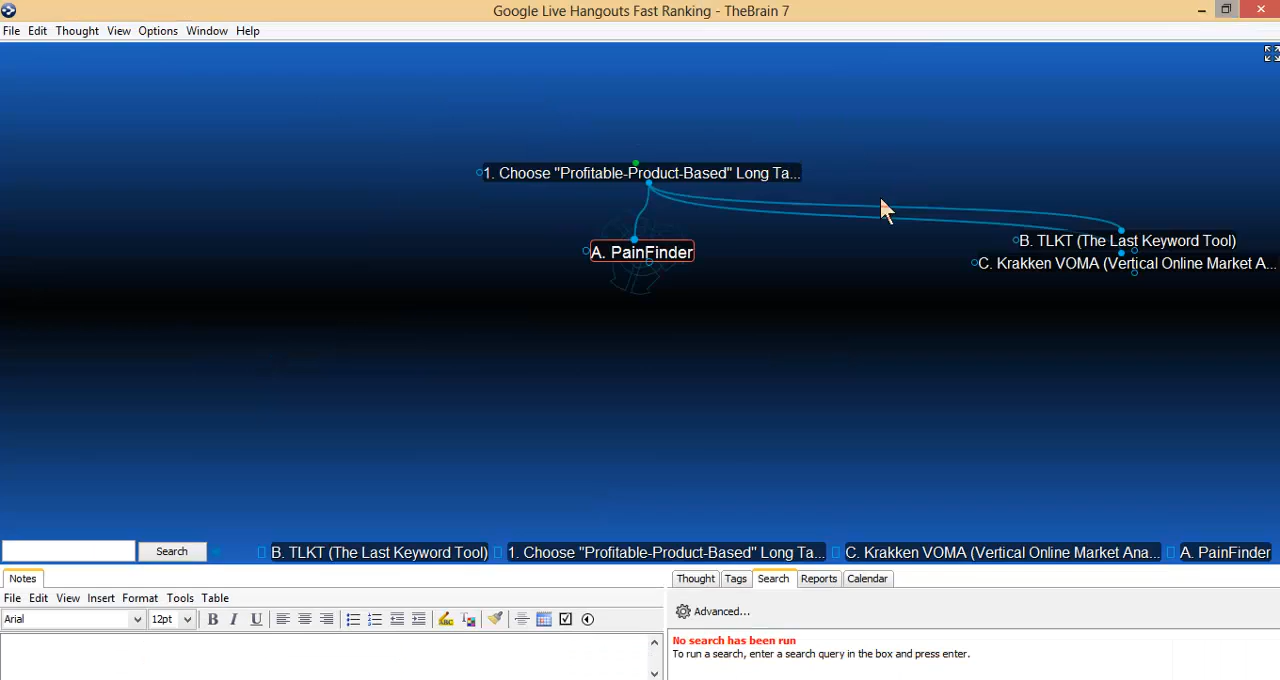 Google Live Hangouts Fast Ranking - TheBrain 7
File Edit Thought View Options Window Help
1. Choose "Profitable-Product-Based" Long Ta...
A. PainFinder
B. TLKT (The Last Keyword Tool)
C. Krakken VOMA (Vertical Online Market A...
Search
B. TLKT (The Last Keyword Tool)
1. Choose "Profitable-Product-Based" Long Ta...
C. Krakken VOMA (Vertical Online Market Ana...
A. PainFinder
Notes
File Edit View Insert Format Tools Table
Arial 12pt B I U
Thought Tags Search Reports Calendar
Advanced...
No search has been run
To run a search, enter a search query in the box and press enter.